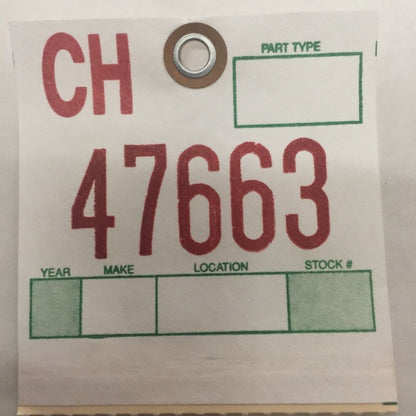 CH
PART TYPE
47663
YEAR MAKE LOCATION STOCK #